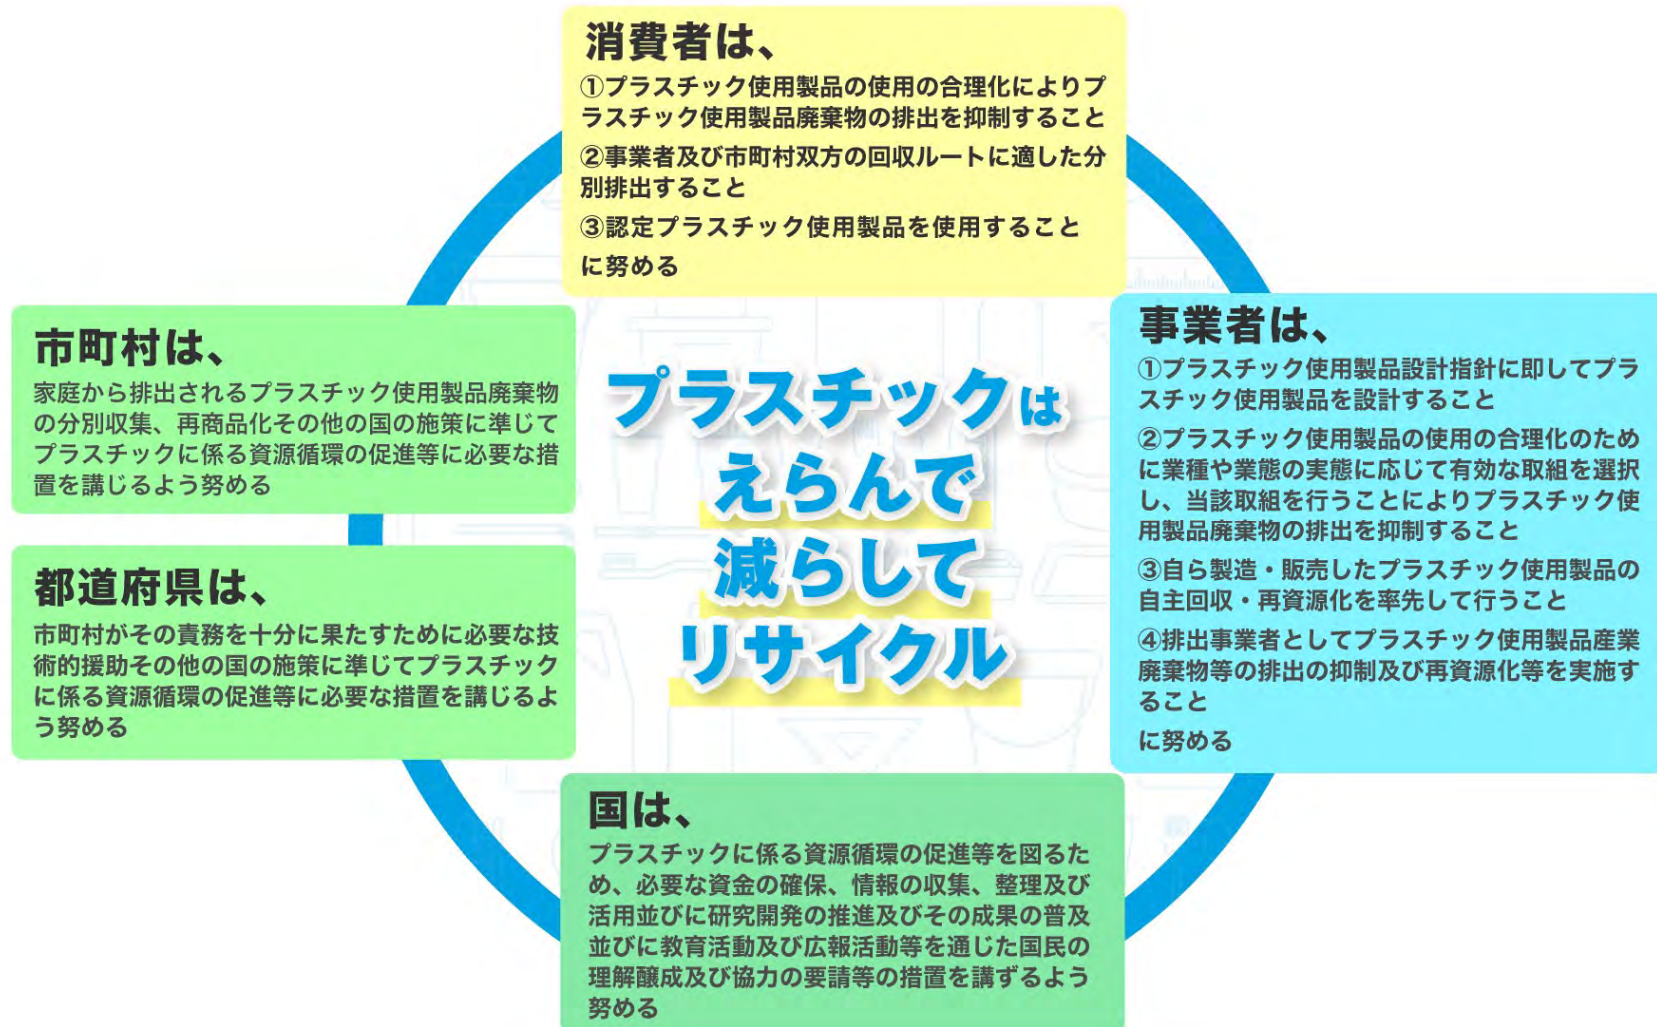 消費者は、
①プラスチック使用製品の使用の合理化によりプ
ラスチック使用製品廃棄物の排出を抑制すること
②事業者及び市町村双方の回収ルートに適した分
別排出すること
③認定プラスチック使用製品を使用すること
に努める
市町村は、
家庭から排出されるプラスチック使用製品廃棄物
の分別収集、再商品化その他の国の施策に準じて
プラスチックに係る資源循環の促進等に必要な措
置を講じるよう努める
都道府県は、
市町村がその責務を十分に果たすために必要な技
術的援助その他の国の施策に準じてプラスチック
に係る資源循環の促進等に必要な措置を講じるよ
う努める
プラスチックは
えらんで
減らして
リサイクル
事業者は、
①プラスチック使用製品設計指針に即してプラ
スチック使用製品を設計すること
②プラスチック使用製品の使用の合理化のため
に業種や業態の実態に応じて有効な取組を選択
し、当該取組を行うことによりプラスチック使
用製品廃棄物の排出を抑制すること
③自ら製造・販売したプラスチック使用製品の
自主回収・再資源化を率先して行うこと
④排出事業者としてプラスチック使用製品産業
廃棄物等の排出の抑制及び再資源化等を実施す
ること
に努める
国は、
プラスチックに係る資源循環の促進等を図るた
め、必要な資金の確保、情報の収集、整理及び
活用並びに研究開発の推進及びその成果の普及
並びに教育活動及び広報活動等を通じた国民の
理解醸成及び協力の要請等の措置を講ずるよう
努める